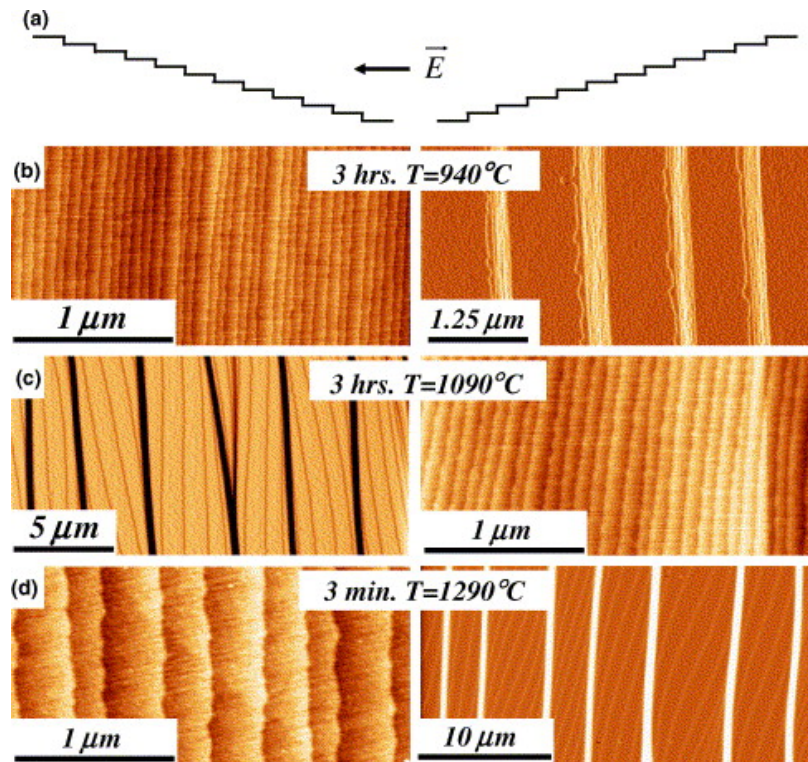 (a)
E
(b)
3 hrs. T=940°C
1 μm
1.25 μm
(c)
3 hrs. T=1090°C
5 μm
1 μm
(d)
3 min. T=1290°C
1 μm
10 μm